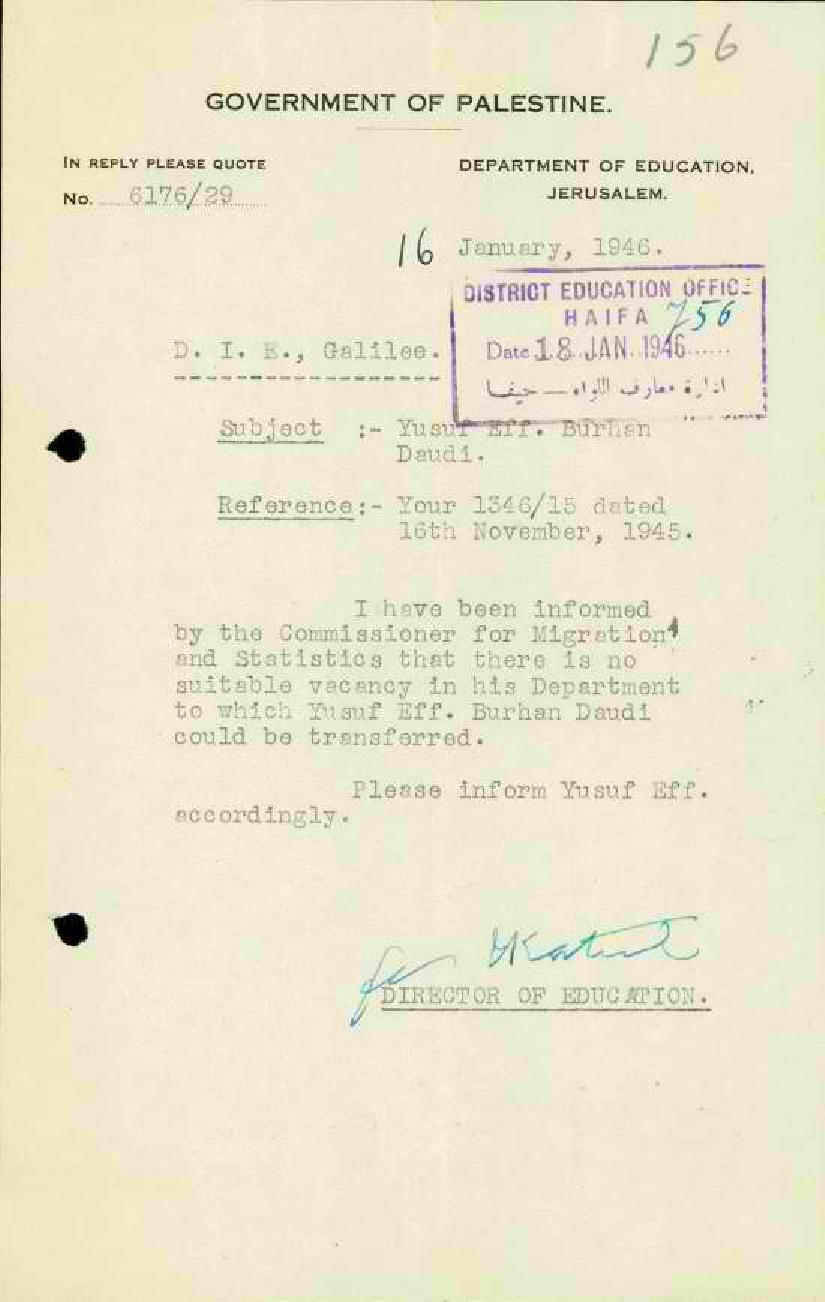 156
GOVERNMENT OF PALESTINE.
IN REPLY PLEASE QUOTE
No. 6176/29
DEPARTMENT OF EDUCATION,
JERUSALEM.
16 January, 1946.
DISTRICT EDUCATION OFFICE
HAIFA 756
Date 18 JAN. 1946
ادارة معارف اللواء — حيفا
D. I. E., Galilee.
Subject :- Yusuf Eff. Burhan
Daudi.
Reference:- Your 1346/15 dated
16th November, 1945.
I have been informed
by the Commissioner for Migration
and Statistics that there is no
suitable vacancy in his Department
to which Yusuf Eff. Burhan Daudi
could be transferred.
Please inform Yusuf Eff.
accordingly.
for
DIRECTOR OF EDUCATION.